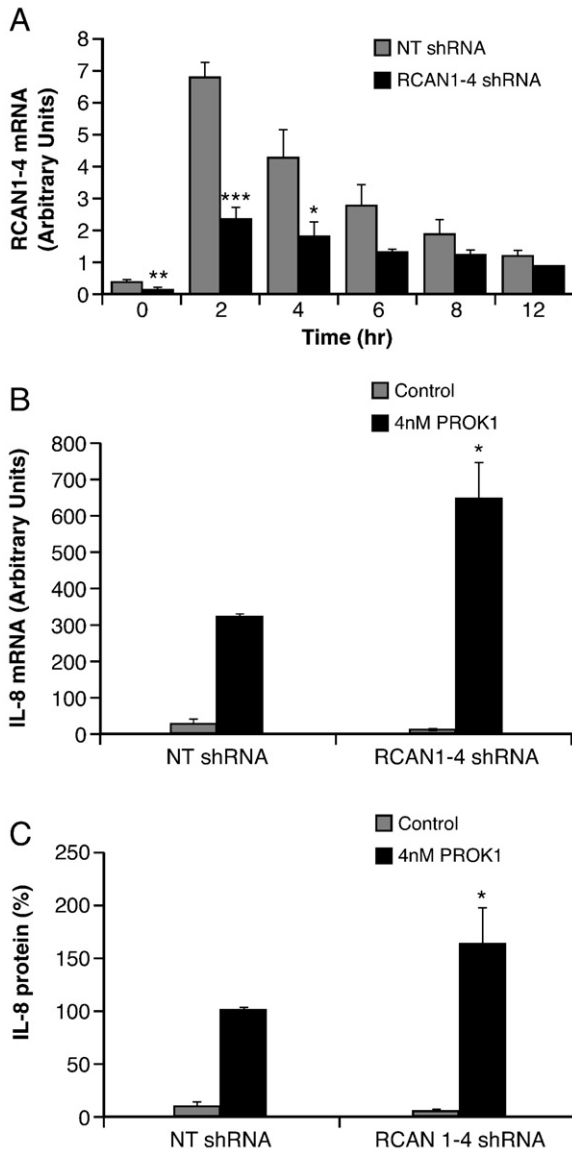 A
NT shRNA
RCAN1-4 shRNA
RCAN1-4 mRNA
(Arbitrary Units)
8
7
6
5
4
3
2
1
0
**
***
*
0 2 4 6 8 12
Time (hr)
B
Control
4nM PROK1
IL-8 mRNA (Arbitrary Units)
800
700
600
500
400
300
200
100
0
*
NT shRNA RCAN1-4 shRNA
C
Control
4nM PROK1
IL-8 protein (%)
250
200
150
100
50
0
*
NT shRNA RCAN 1-4 shRNA